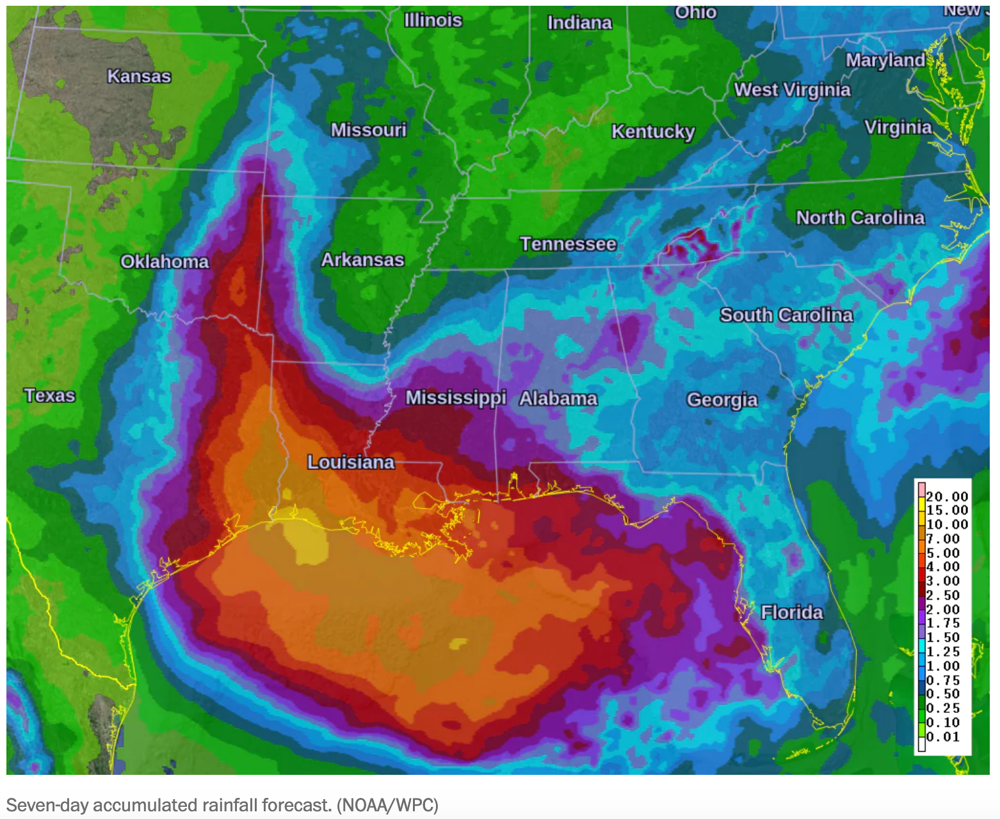 Illinois
Indiana
Ohio
New J
Kansas
Maryland
West Virginia
Missouri
Kentucky
Virginia
North Carolina
Oklahoma
Arkansas
Tennessee
South Carolina
Texas
Mississippi
Alabama
Georgia
Louisiana
Florida
20.00
15.00
10.00
7.00
5.00
4.00
3.00
2.50
2.00
1.75
1.50
1.25
1.00
0.75
0.50
0.25
0.10
0.01
Seven-day accumulated rainfall forecast. (NOAA/WPC)